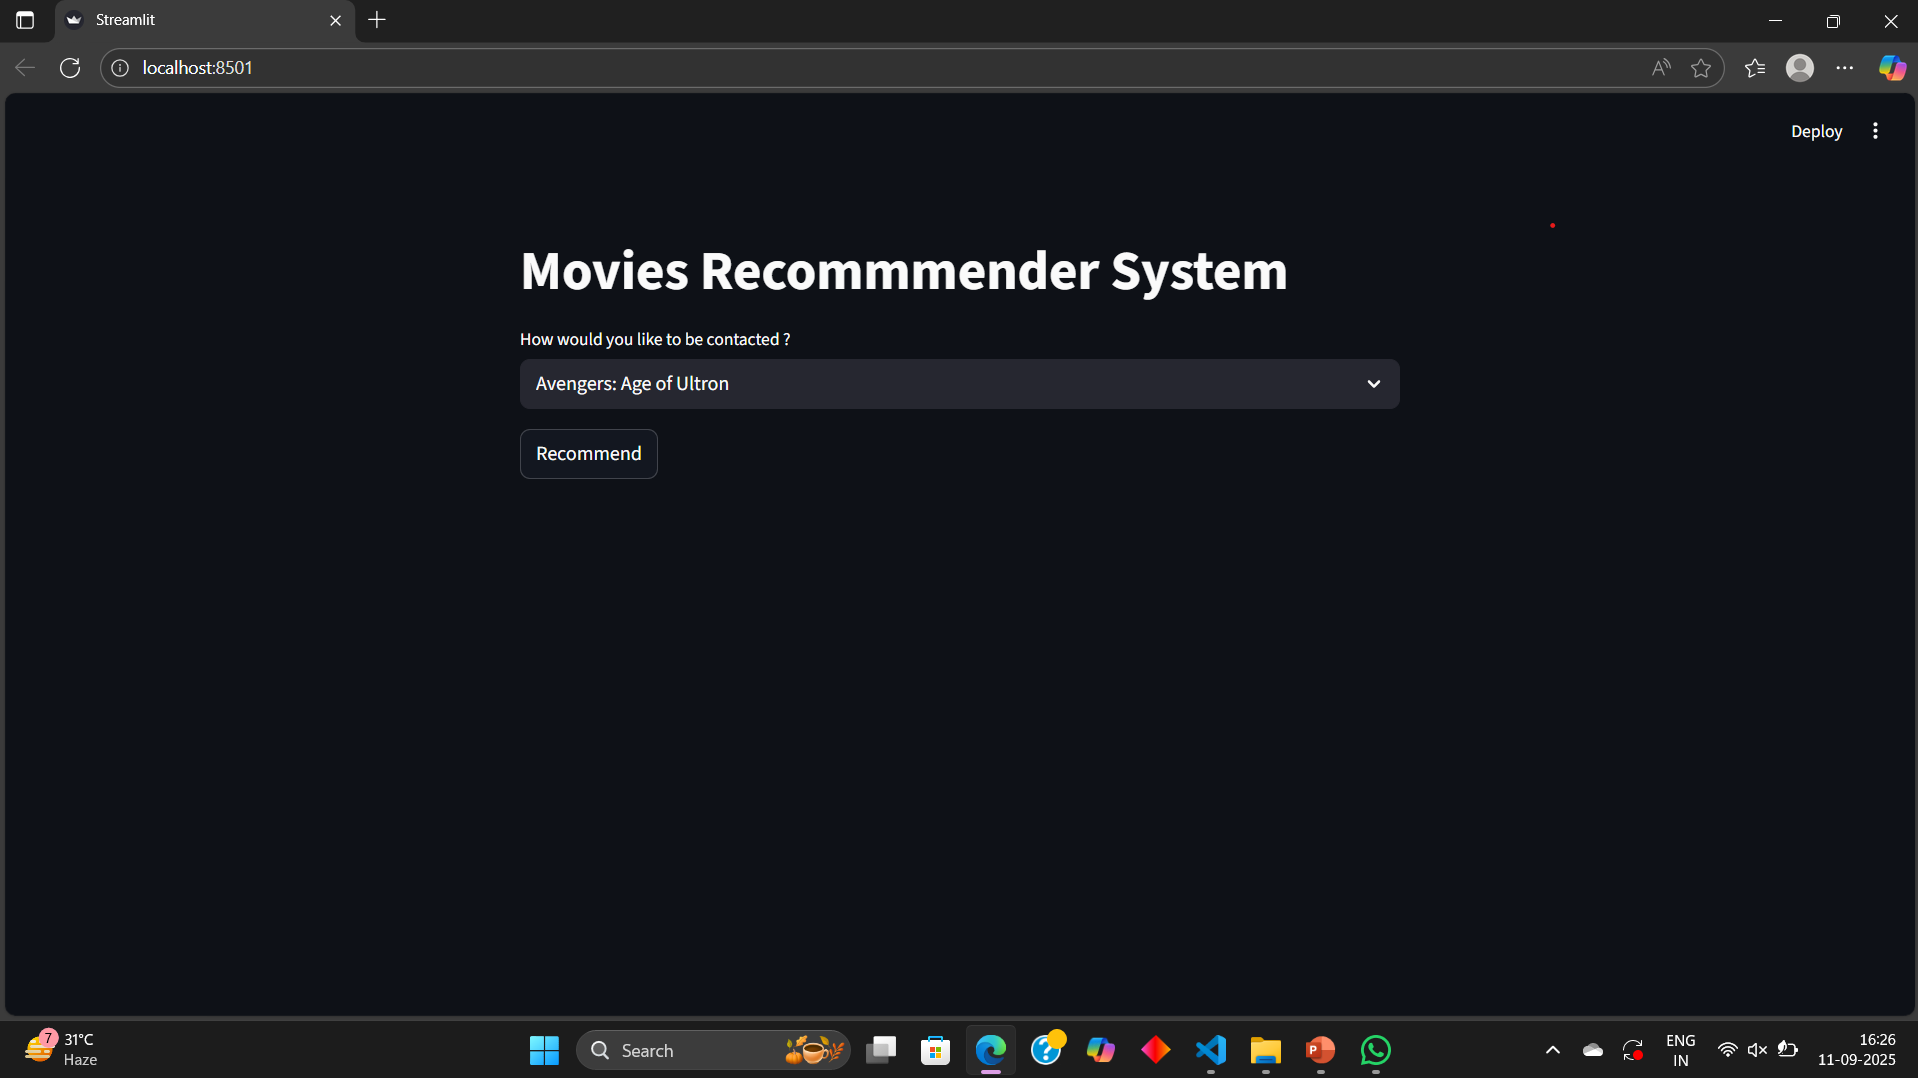 Streamlit
localhost:8501
Deploy
Movies Recommmender System
How would you like to be contacted ?
Avengers: Age of Ultron
Recommend
7
31°C
Haze
Search
ENG
IN
16:26
11-09-2025